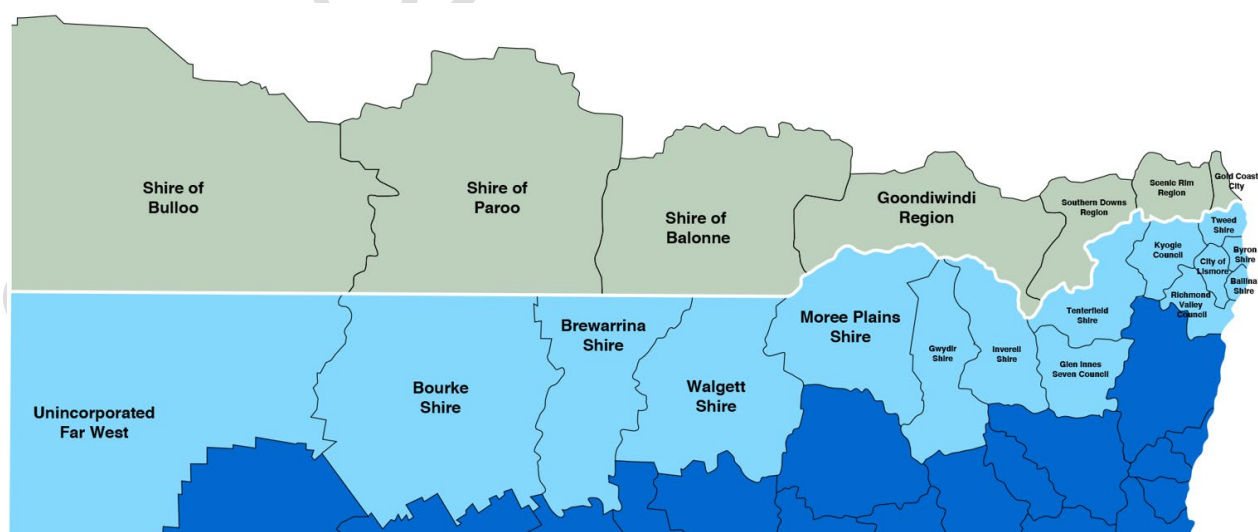 Shire of
Bulloo
Shire of
Paroo
Shire of
Balonne
Goondiwindi
Region
Southern Downs
Region
Scenic Rim
Region
Gold Coast
City
Tweed
Shire
Kyogle
Council
Byron
Shire
City of
Lismore
Ballina
Shire
Richmond
Valley
Council
Tenterfield
Shire
Moree Plains
Shire
Brewarrina
Shire
Gwydir
Shire
Inverell
Shire
Glen Innes
Seven Council
Bourke
Shire
Walgett
Shire
Unincorporated
Far West